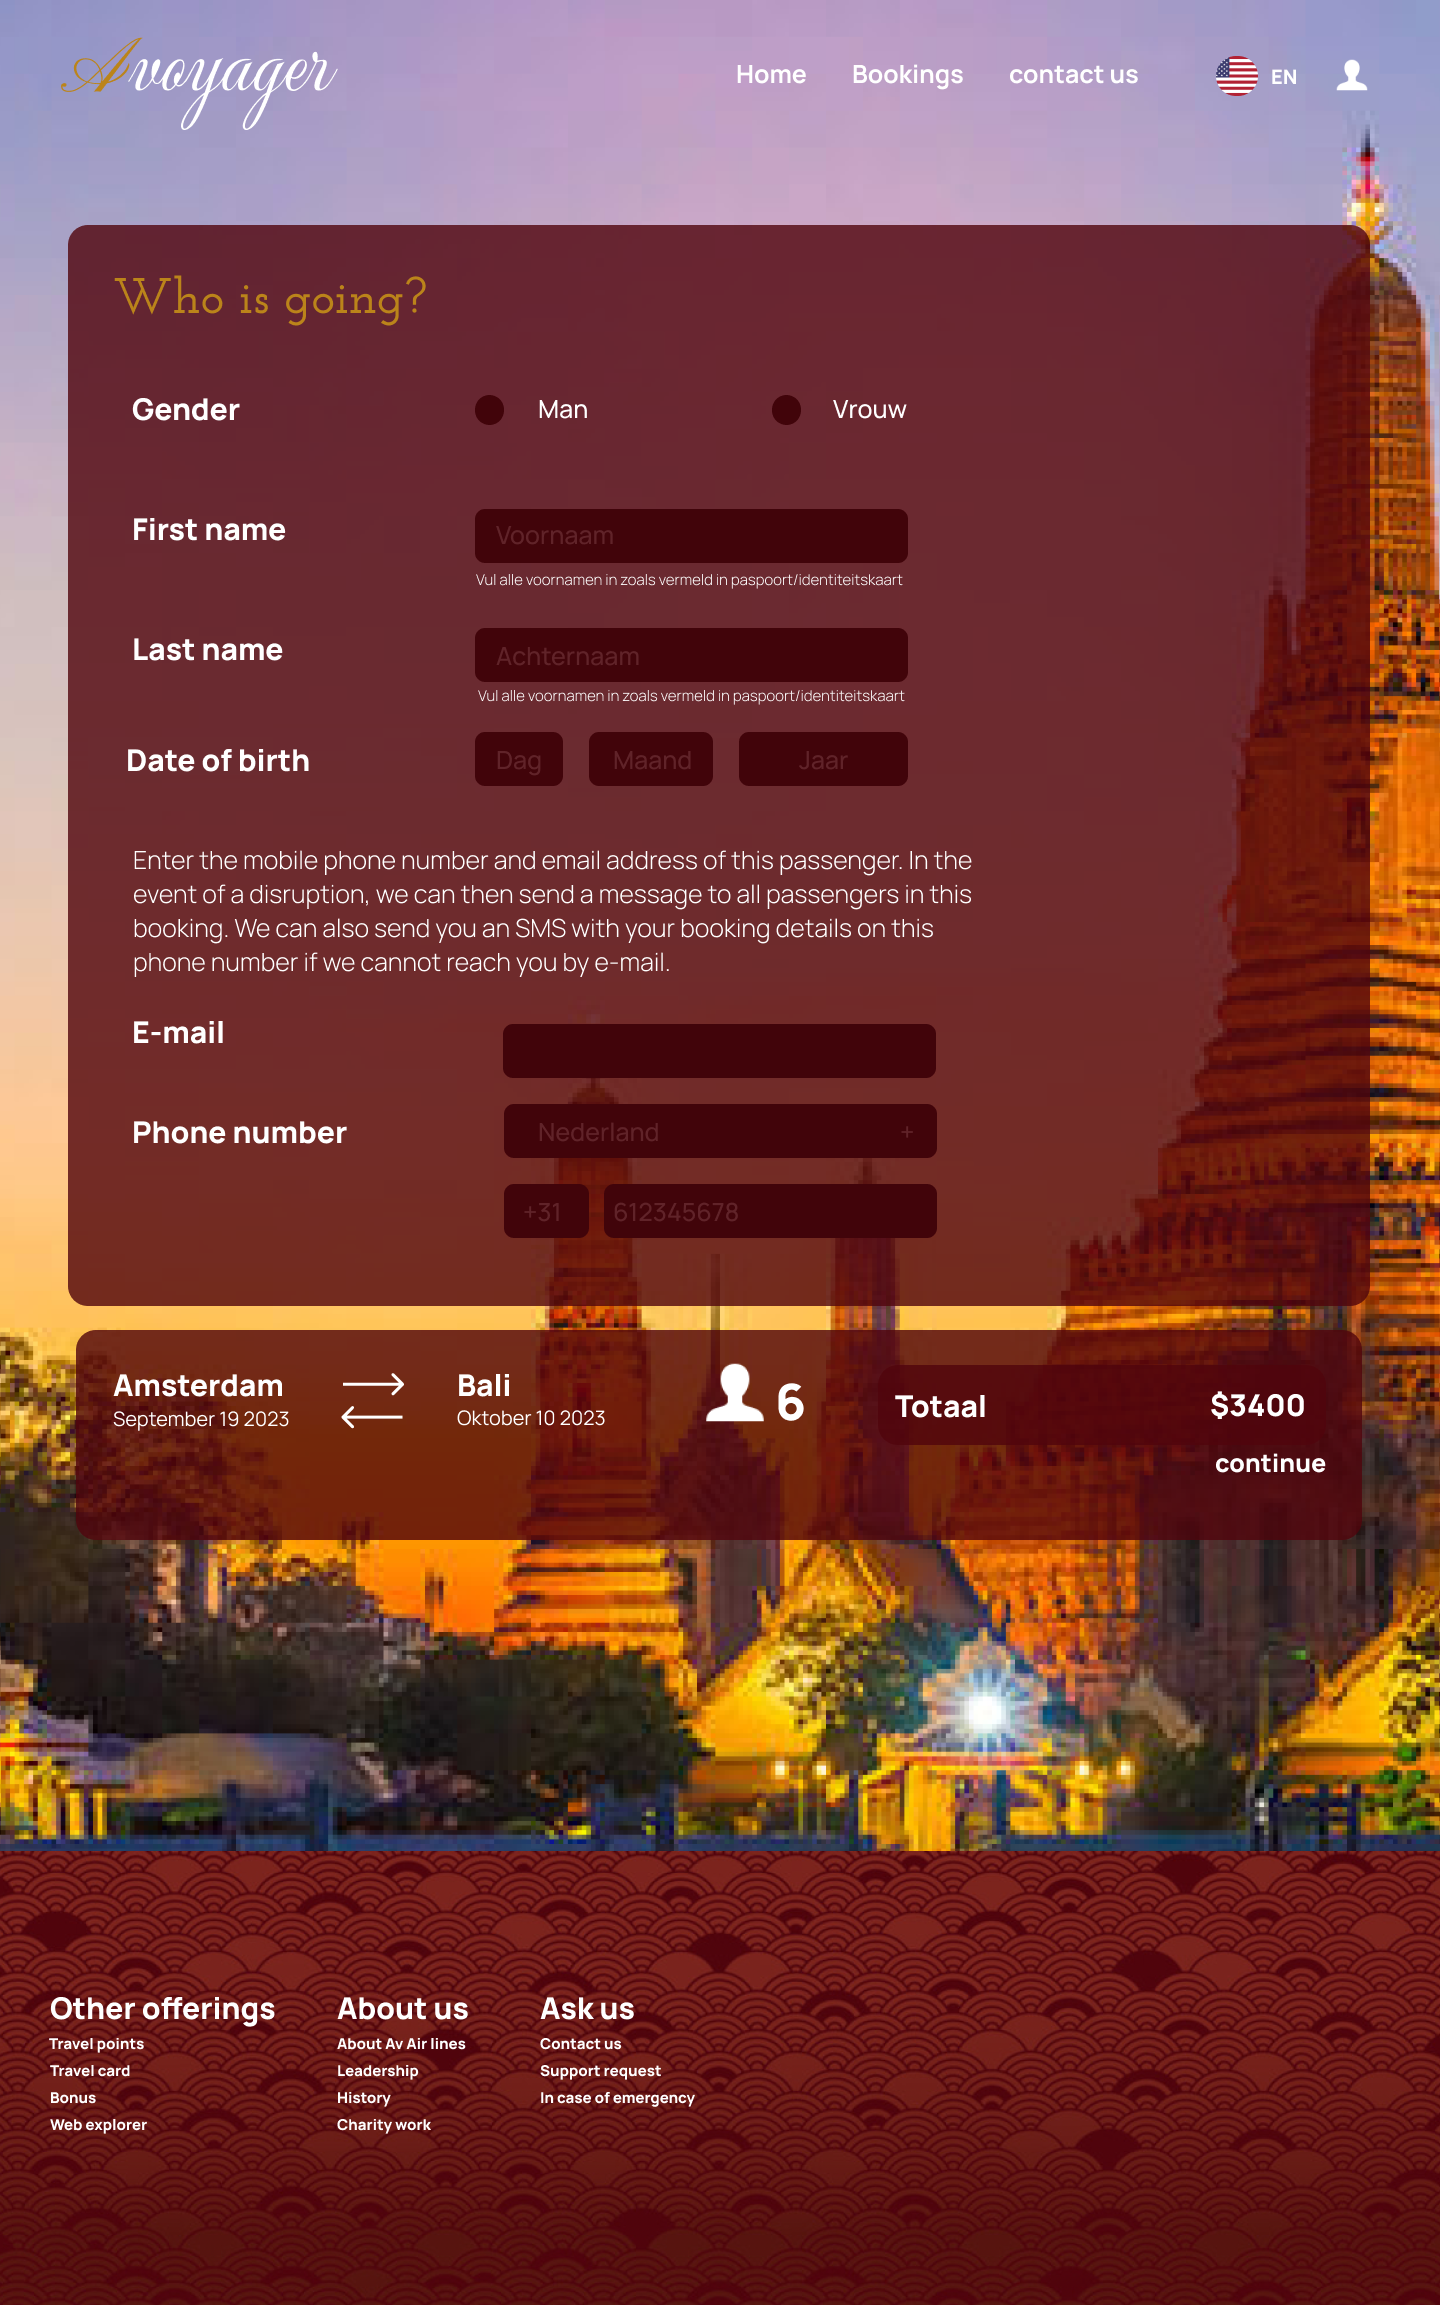 Avoyager
Home Bookings contact us EN
Who is going?
Gender Man Vrouw
First name Voornaam
Vul alle voornamen in zoals vermeld in paspoort/identiteitskaart
Last name Achternaam
Vul alle voornamen in zoals vermeld in paspoort/identiteitskaart
Date of birth Dag Maand Jaar
Enter the mobile phone number and email address of this passenger. In the
event of a disruption, we can then send a message to all passengers in this
booking. We can also send you an SMS with your booking details on this
phone number if we cannot reach you by e-mail.
E-mail
Phone number Nederland +
+31 612345678
Amsterdam Bali 6 Totaal $3400
September 19 2023 Oktober 10 2023
continue
Other offerings About us Ask us
Travel points About Av Air lines Contact us
Travel card Leadership Support request
Bonus History In case of emergency
Web explorer Charity work